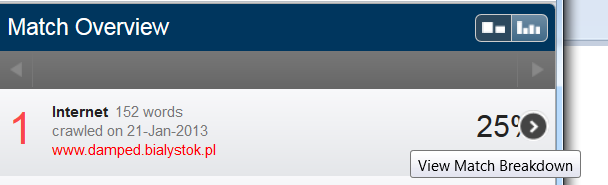 Match Overview
1
Internet 152 words
crawled on 21-Jan-2013
www.damped.bialystok.pl
25%
View Match Breakdown